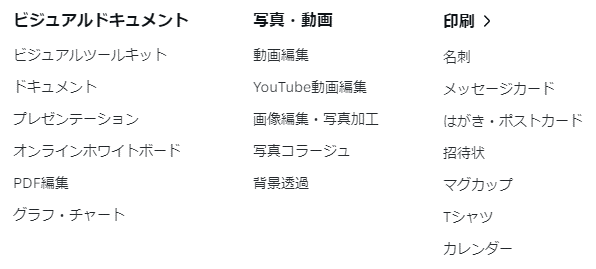 ビジュアルドキュメント
ビジュアルツールキット
ドキュメント
プレゼンテーション
オンラインホワイトボード
PDF編集
グラフ・チャート
写真・動画
動画編集
YouTube動画編集
画像編集・写真加工
写真コラージュ
背景透過
印刷 >
名刺
メッセージカード
はがき・ポストカード
招待状
マグカップ
Tシャツ
カレンダー